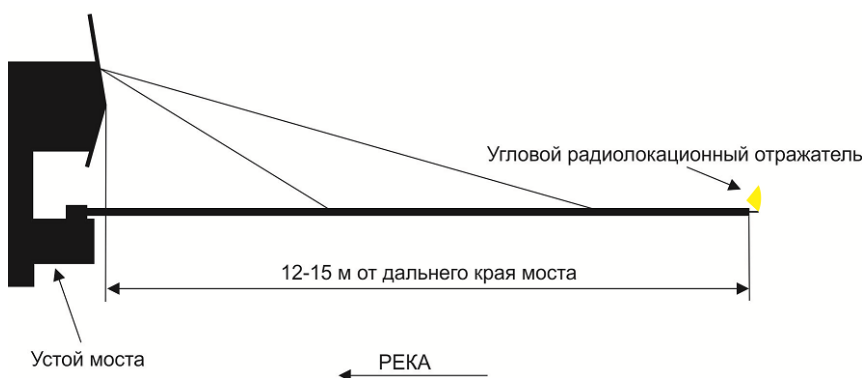 Угловой радиолокационный отражатель
12-15 м от дальнего края моста
Устой моста
РЕКА